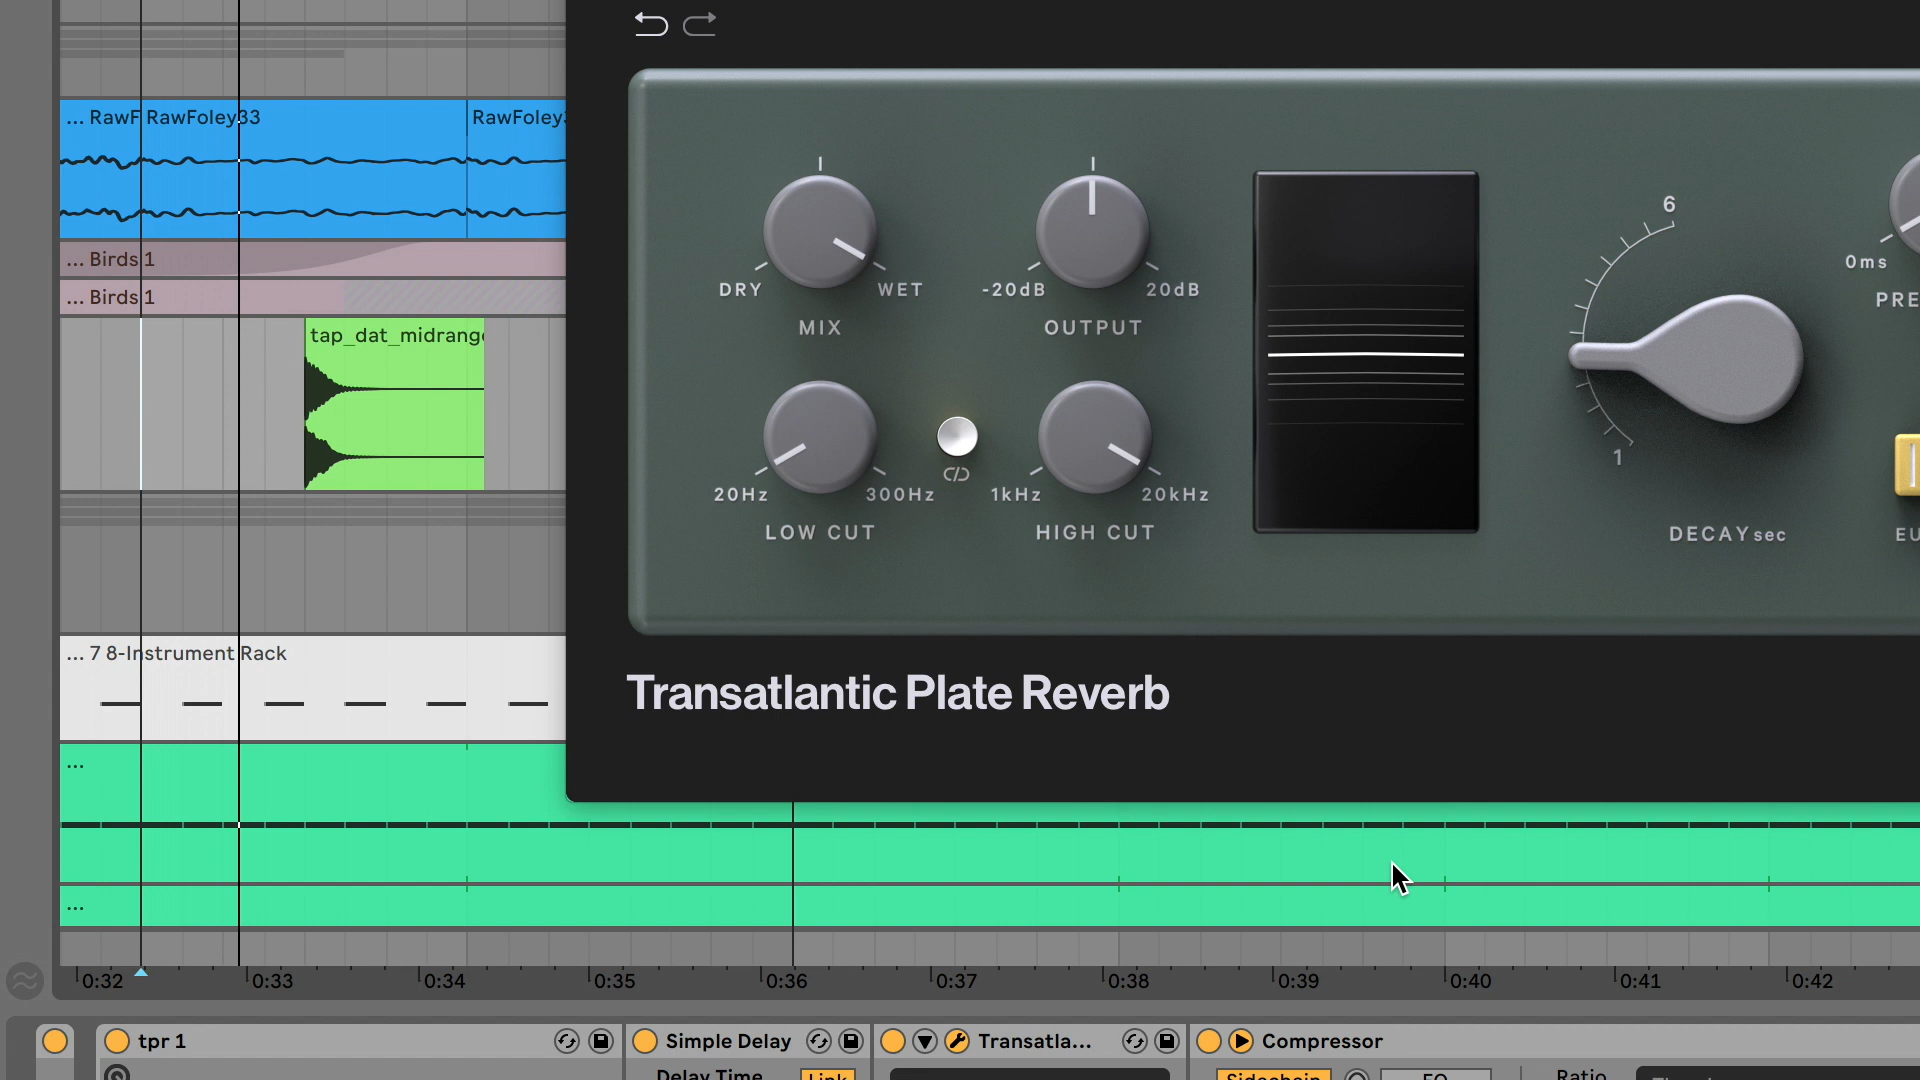 ... RawF RawFoley33
RawFoley3
6
0ms
... Birds 1
DRY
WET
-20dB
20dB
PRE
... Birds 1
MIX
OUTPUT
tap_dat_midrange
1
20Hz
300Hz
1kHz
20kHz
LOW CUT
HIGH CUT
DECAY sec
EU
... 7 8-Instrument Rack
Transatlantic Plate Reverb
...
...
0:32
0:33
0:34
0:35
0:36
0:37
0:38
0:39
0:40
0:41
0:42
tpr 1
Simple Delay
Transatla...
Compressor
Delay Time
Link
Sidechain
EQ
Ratio